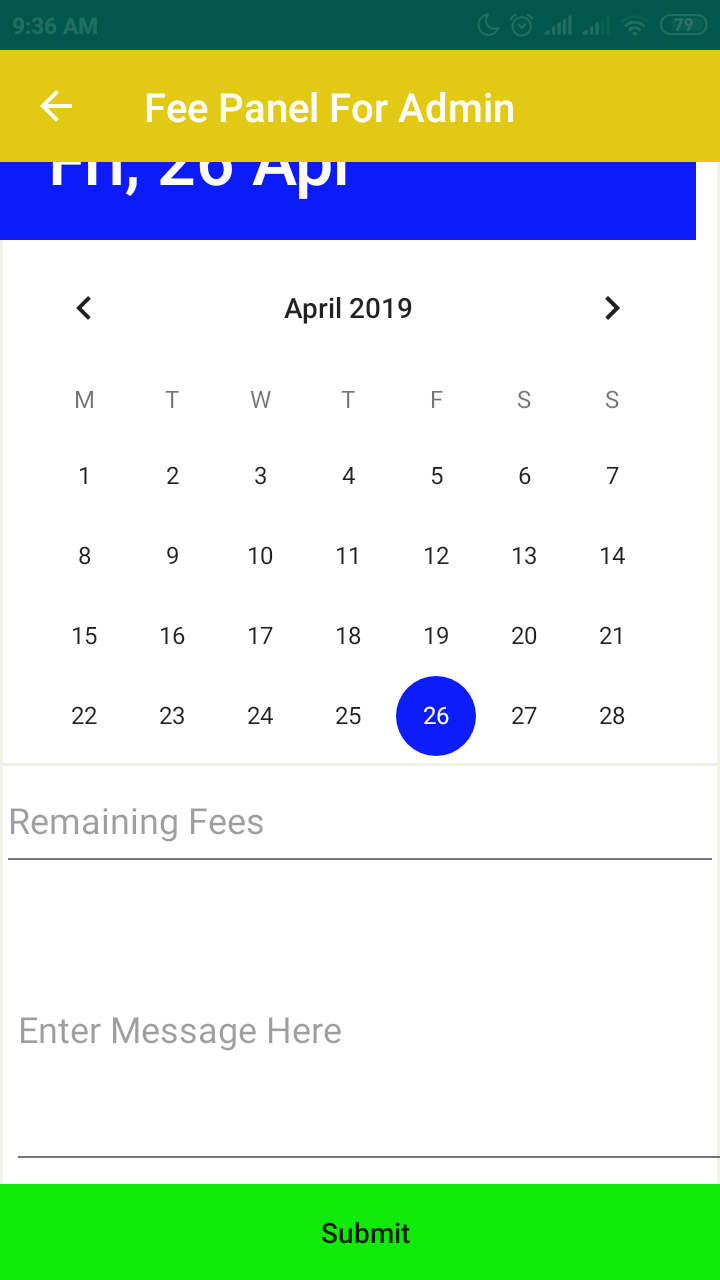 9:36 AM 79
Fee Panel For Admin
Fri, 26 Apr
April 2019
M T W T F S S
1 2 3 4 5 6 7
8 9 10 11 12 13 14
15 16 17 18 19 20 21
22 23 24 25 26 27 28
Remaining Fees
Enter Message Here
Submit